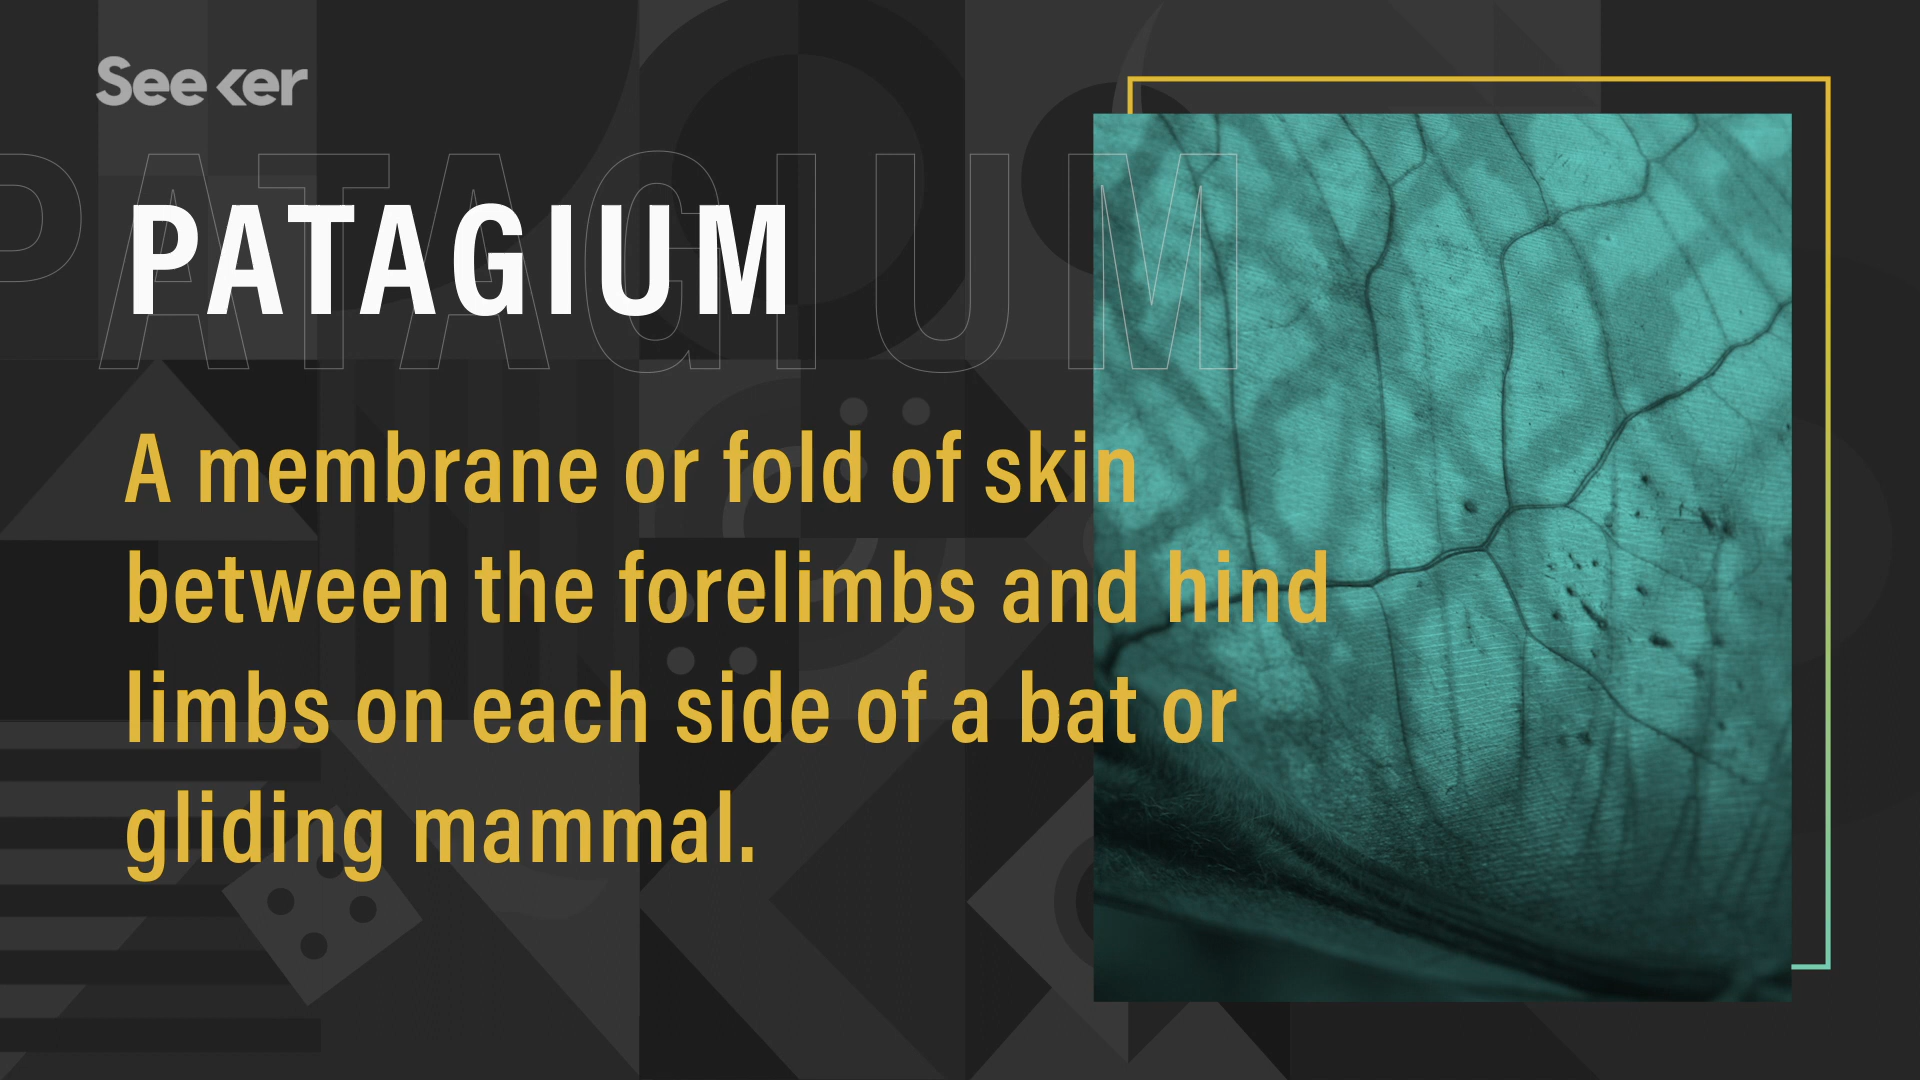 Seeker
PATAGIUM
PATAGIUM
A membrane or fold of skin
between the forelimbs and hind
limbs on each side of a bat or
gliding mammal.